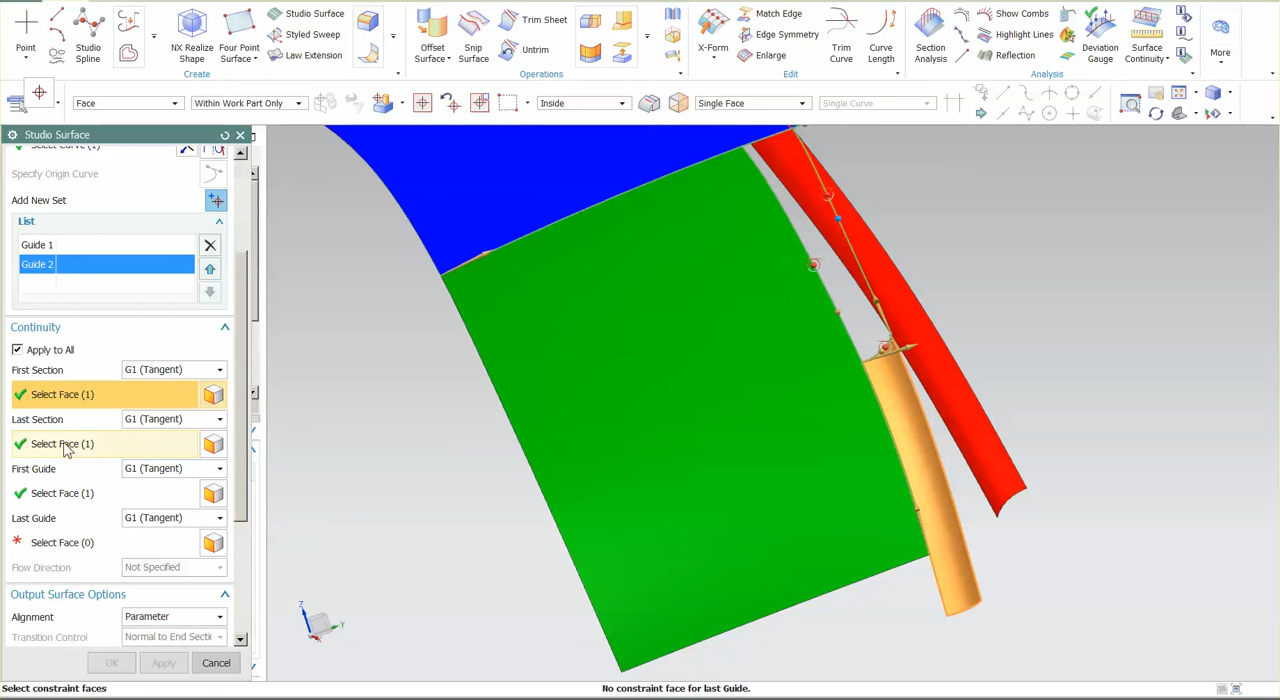 Point
Studio
Spline
NX Realize
Shape
Four Point
Surface
Studio Surface
Styled Sweep
Law Extension
Create
Offset
Surface
Snip
Surface
Trim Sheet
Untrim
Operations
X-Form
Match Edge
Edge Symmetry
Enlarge
Trim
Curve
Curve
Length
Edit
Section
Analysis
Show Combs
Highlight Lines
Reflection
Deviation
Gauge
Surface
Continuity
Analysis
More
Face
Within Work Part Only
Inside
Single Face
Single Curve
Studio Surface
Select Curve (1)
Specify Origin Curve
Add New Set
List
Guide 1
Guide 2
Continuity
Apply to All
First Section
G1 (Tangent)
Select Face (1)
Last Section
G1 (Tangent)
Select Face (1)
First Guide
G1 (Tangent)
Select Face (1)
Last Guide
G1 (Tangent)
* Select Face (0)
Flow Direction
Not Specified
Output Surface Options
Alignment
Parameter
Transition Control
Normal to End Secti
OK
Apply
Cancel
Z
Y
Select constraint faces
No constraint face for last Guide.